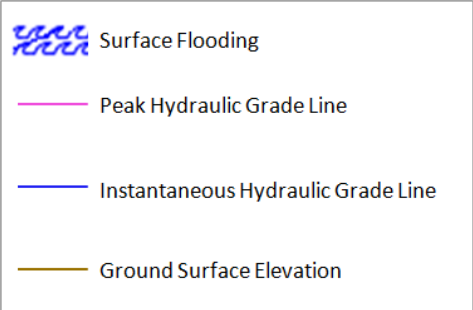 Surface Flooding
Peak Hydraulic Grade Line
Instantaneous Hydraulic Grade Line
Ground Surface Elevation